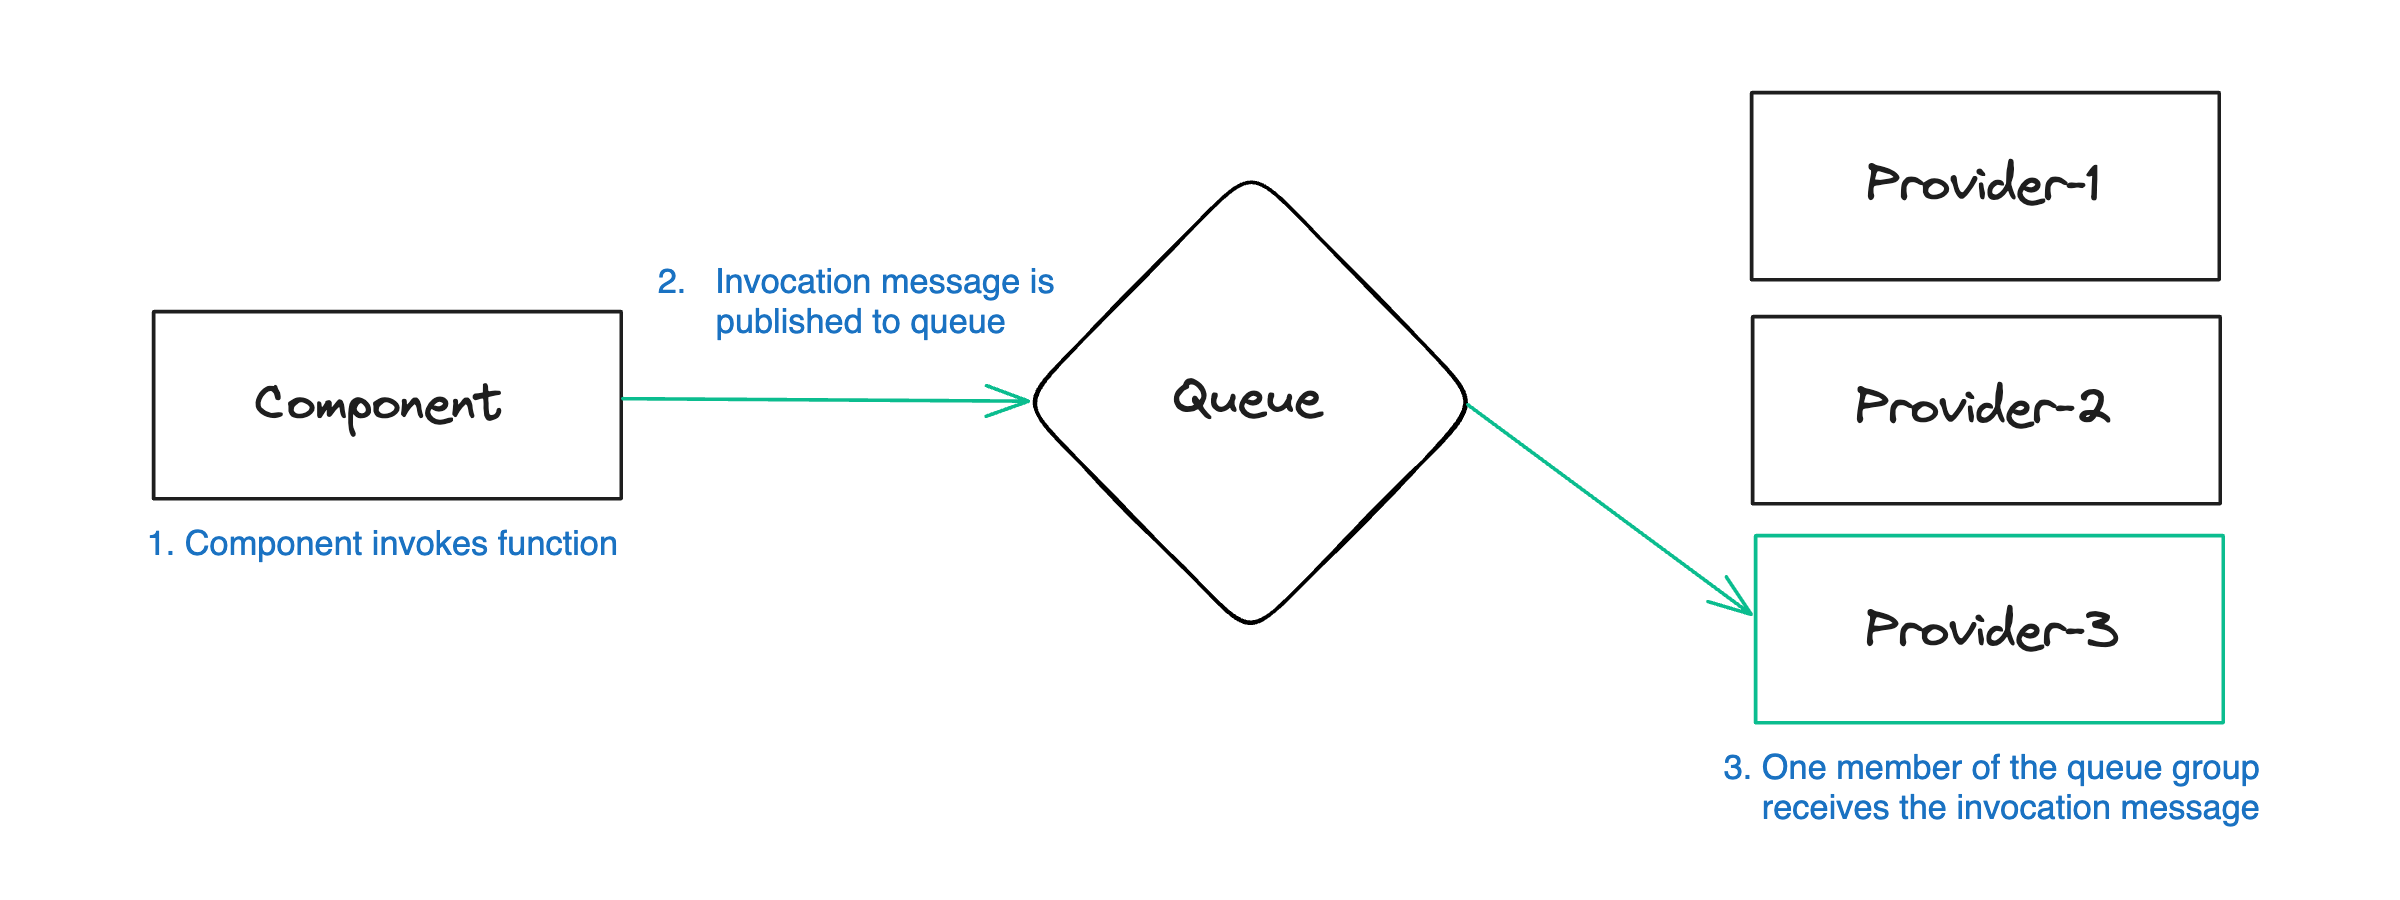 Component
1. Component invokes function
2. Invocation message is
published to queue
Queue
Provider-1
Provider-2
Provider-3
3. One member of the queue group
receives the invocation message